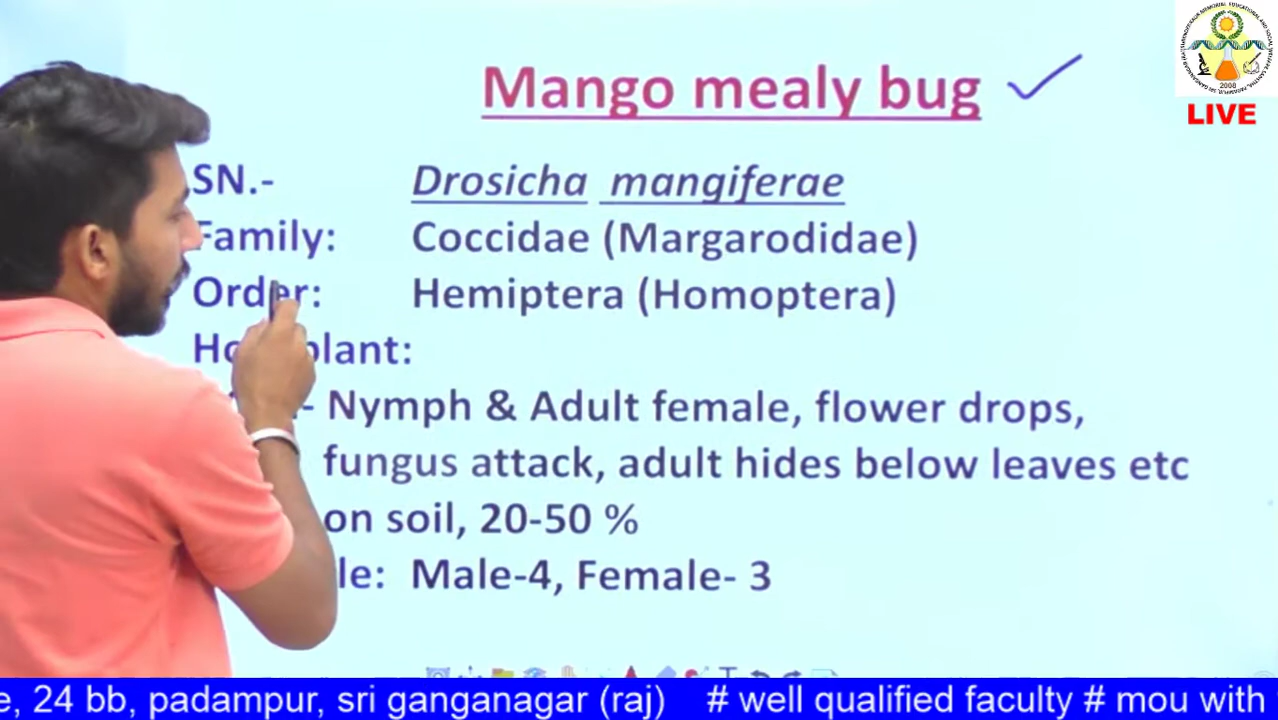 Mango mealy bug
LIVE
SN.- Drosicha mangiferae
Family: Coccidae (Margarodidae)
Order: Hemiptera (Homoptera)
plant:
- Nymph & Adult female, flower drops,
fungus attack, adult hides below leaves etc
on soil, 20-50 %
le: Male-4, Female- 3
e, 24 bb, padampur, sri ganganagar (raj) # well qualified faculty # mou with
2008